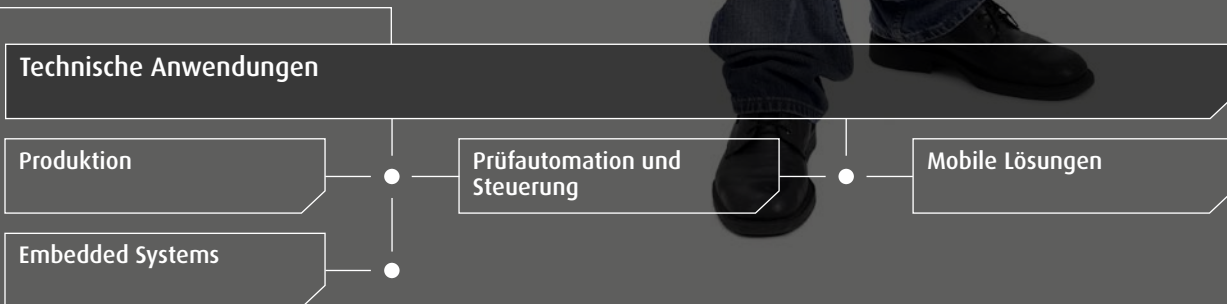 Technische Anwendungen
Produktion
Prüfautomation und
Steuerung
Mobile Lösungen
Embedded Systems